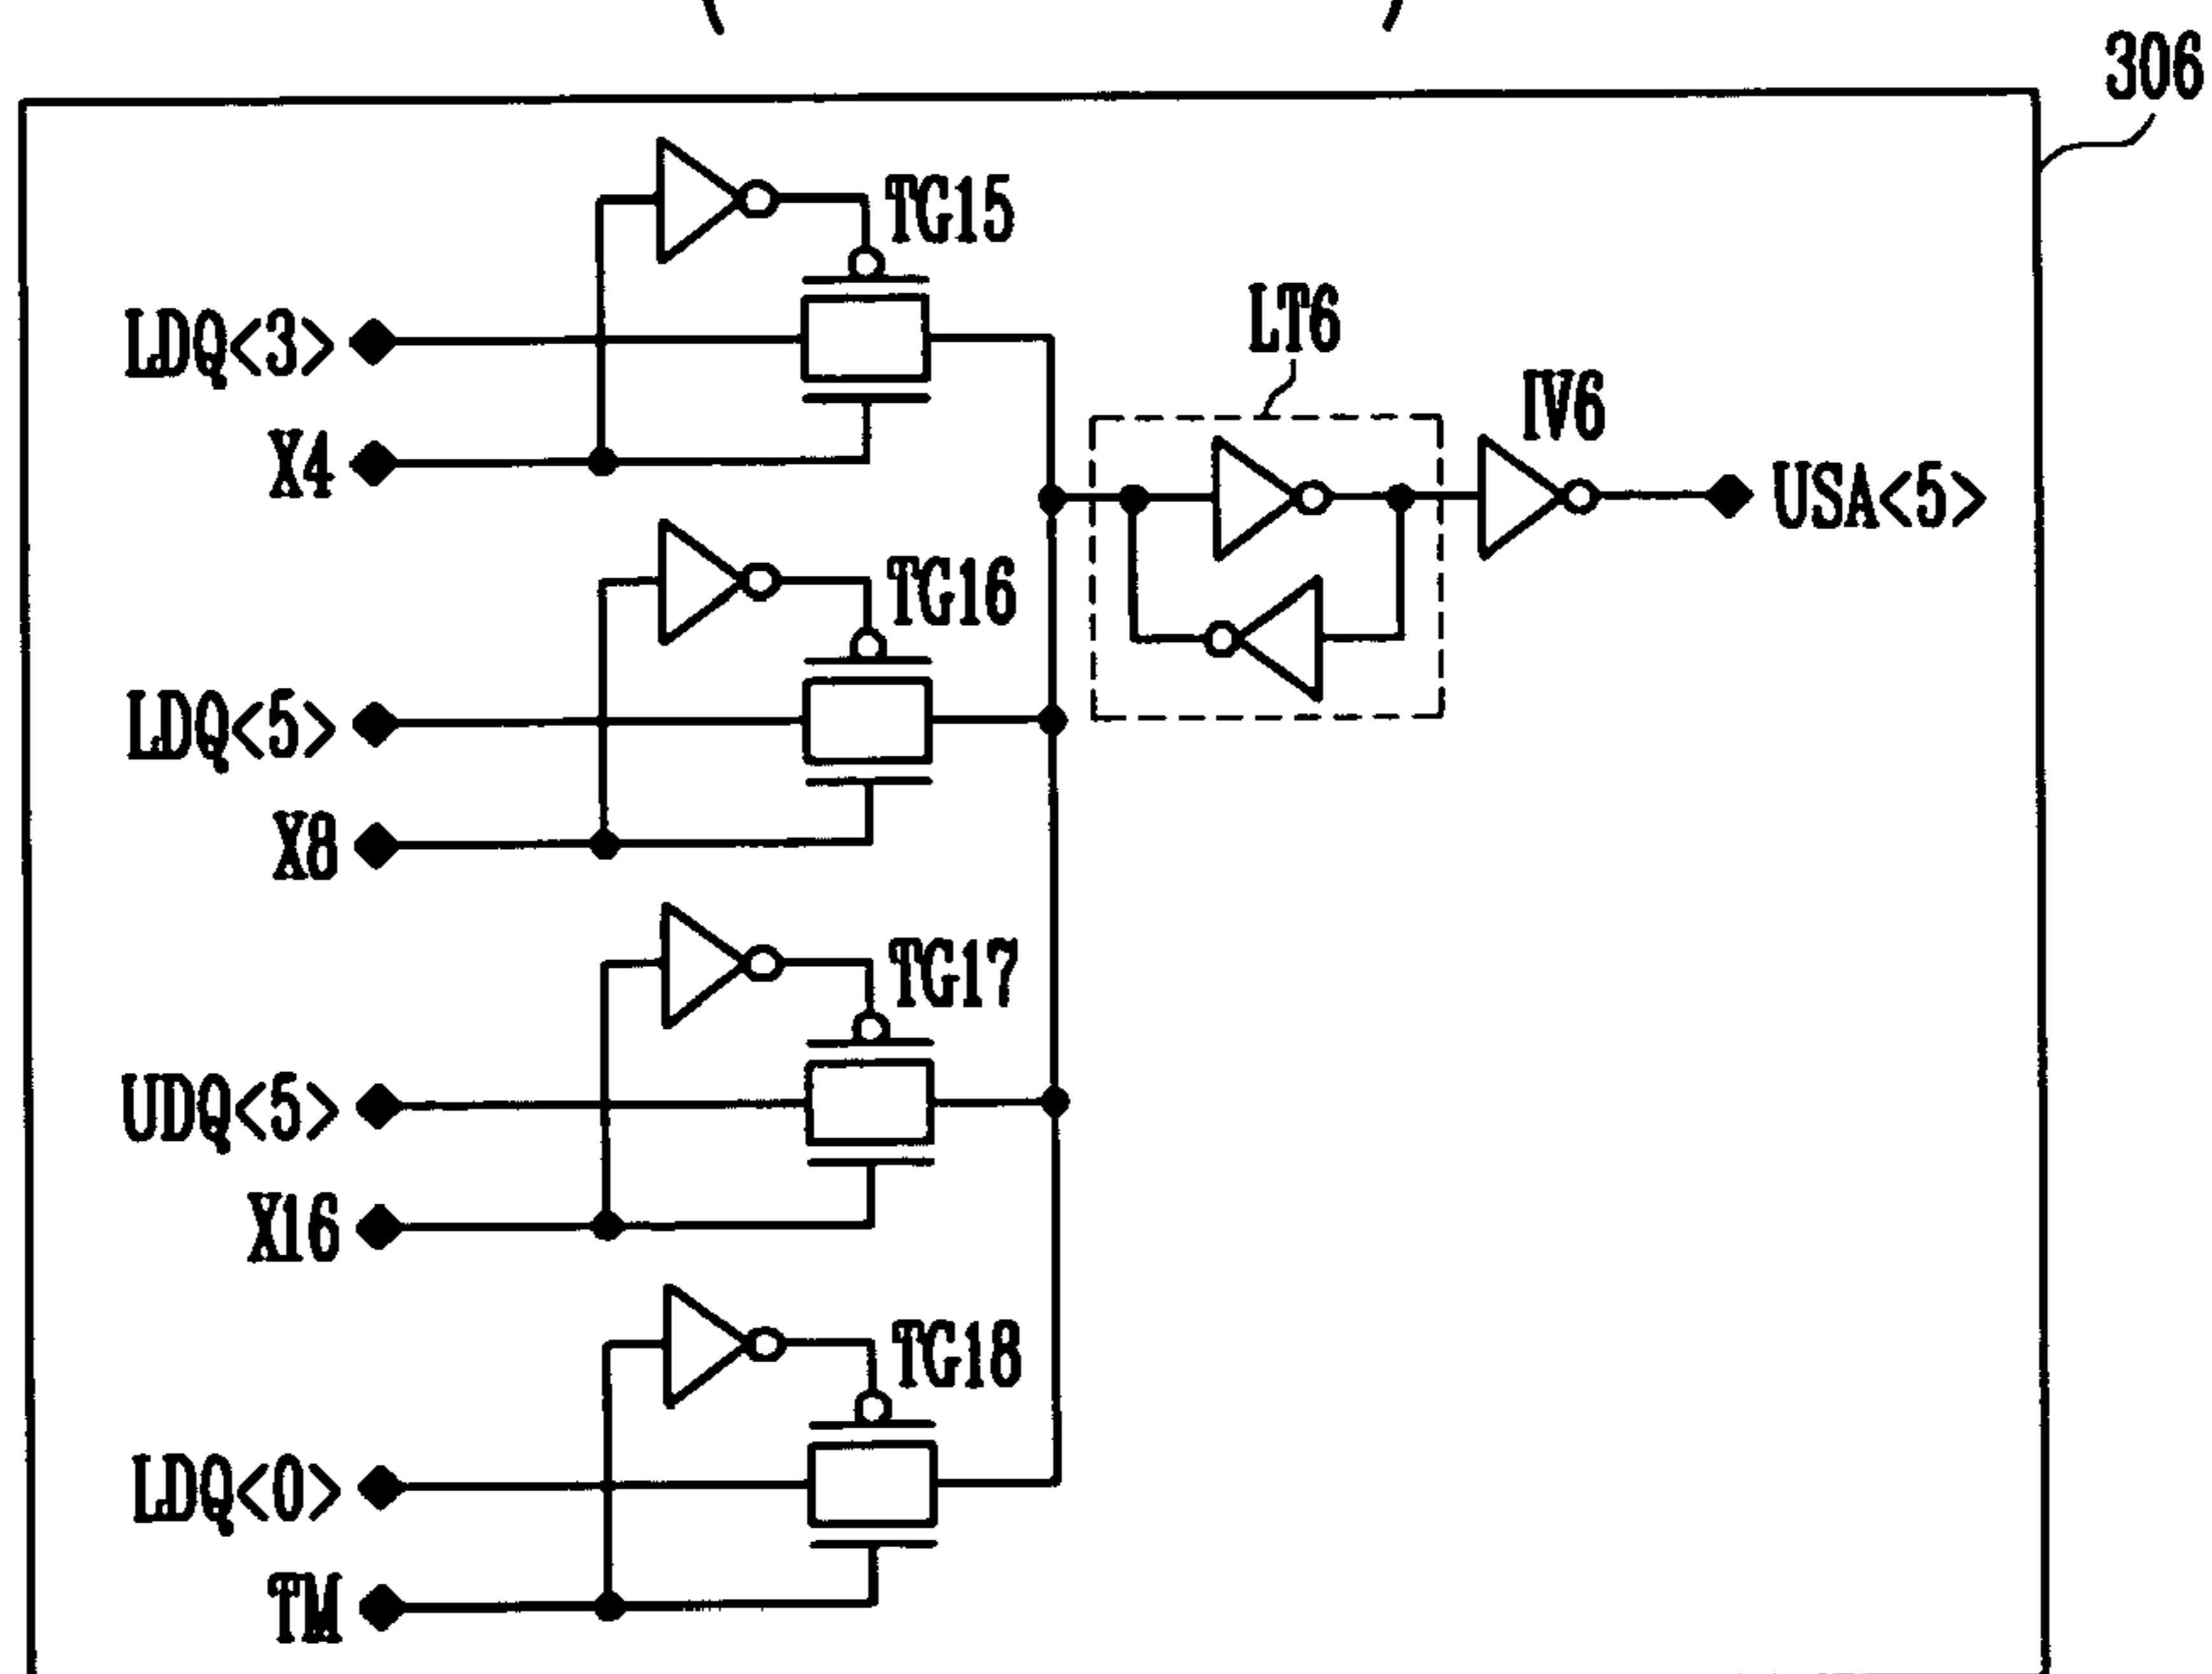 306
TG15
LDQ<3>
X4
LT6
IV6
USA<5>
TG16
LDQ<5>
X8
TG17
UDQ<5>
X16
TG18
LDQ<0>
TM